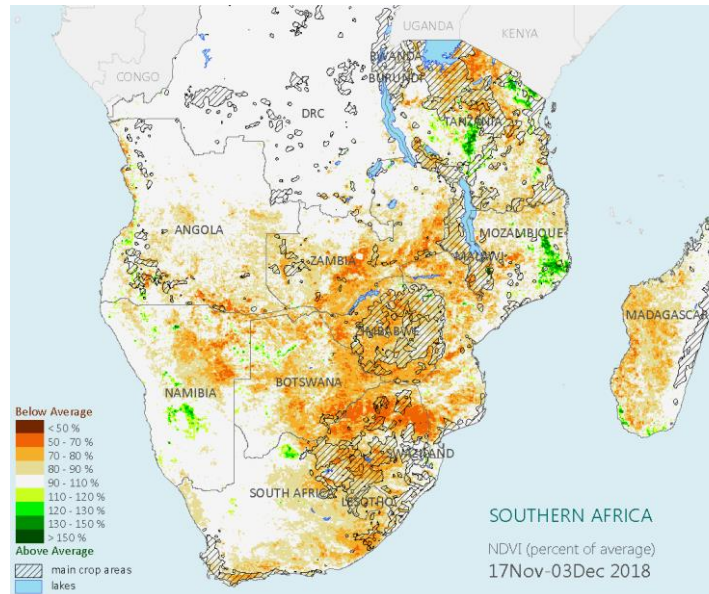 UGANDA
KENYA
RWANDA
CONGO
BURUNDI
DRC
TANZANIA
ANGOLA
MOZAMBIQUE
ZAMBIA
MALAWI
MADAGASCAR
ZIMBABWE
BOTSWANA
NAMIBIA
SWAZILAND
SOUTH AFRICA
LESOTHO
Below Average
< 50 %
50 - 70 %
70 - 80 %
80 - 90 %
90 - 110 %
110 - 120 %
120 - 130 %
130 - 150 %
> 150 %
Above Average
main crop areas
lakes
SOUTHERN AFRICA
NDVI (percent of average)
17Nov-03Dec 2018